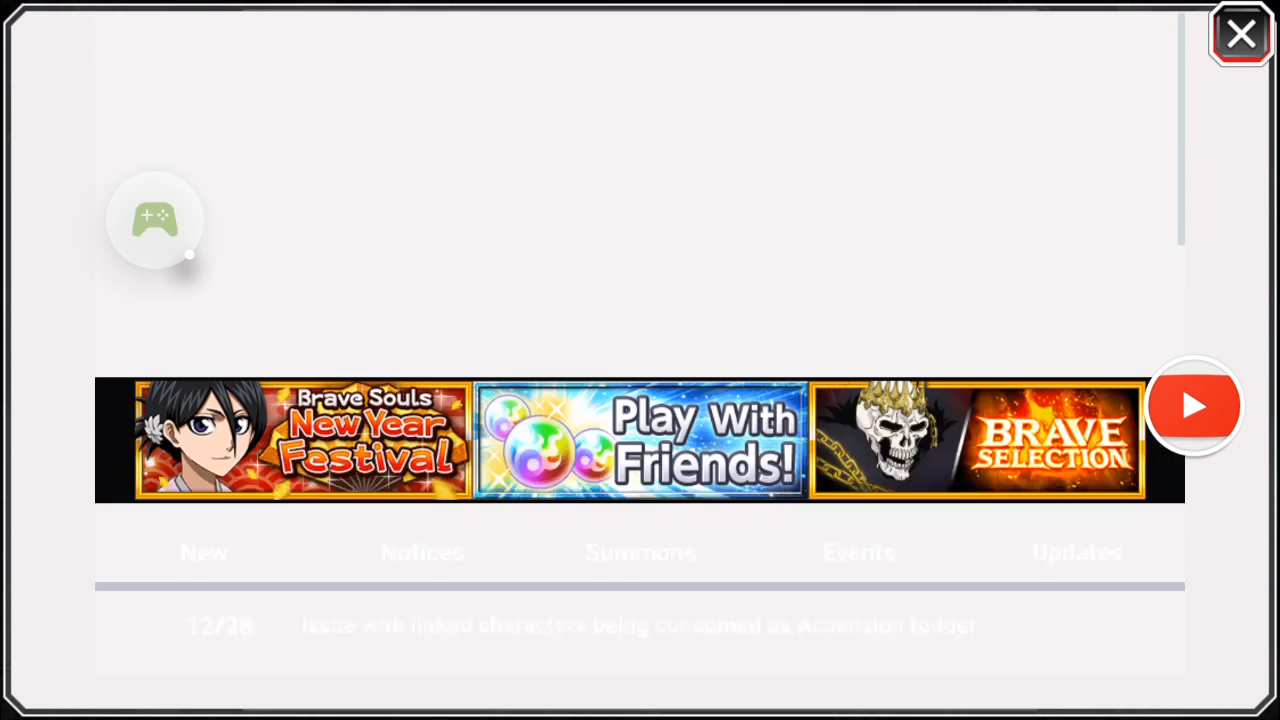 Brave Souls
New Year
Festival
Play With
Friends!
BRAVE
SELECTION
New Notices Summons Events Updates
12/28 Issue with linked characters being consumed as Ascension fodder